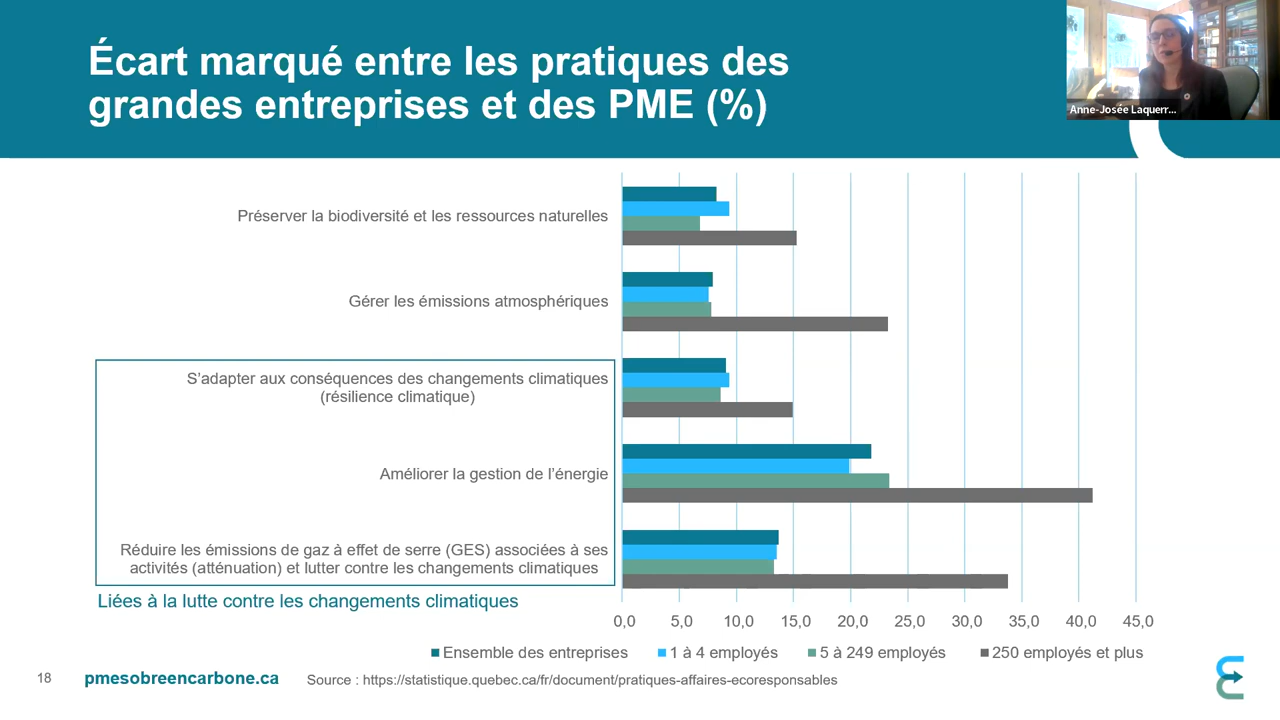 Écart marqué entre les pratiques des
grandes entreprises et des PME (%)
Anne-Josée Laquerr...
Préserver la biodiversité et les ressources naturelles
Gérer les émissions atmosphériques
S’adapter aux conséquences des changements climatiques
(résilience climatique)
Améliorer la gestion de l’énergie
Réduire les émissions de gaz à effet de serre (GES) associées à ses
activités (atténuation) et lutter contre les changements climatiques
Liées à la lutte contre les changements climatiques
0,0 5,0 10,0 15,0 20,0 25,0 30,0 35,0 40,0 45,0
Ensemble des entreprises 1 à 4 employés 5 à 249 employés 250 employés et plus
18 pmesobreencarbone.ca Source : https://statistique.quebec.ca/fr/document/pratiques-affaires-ecoresponsables